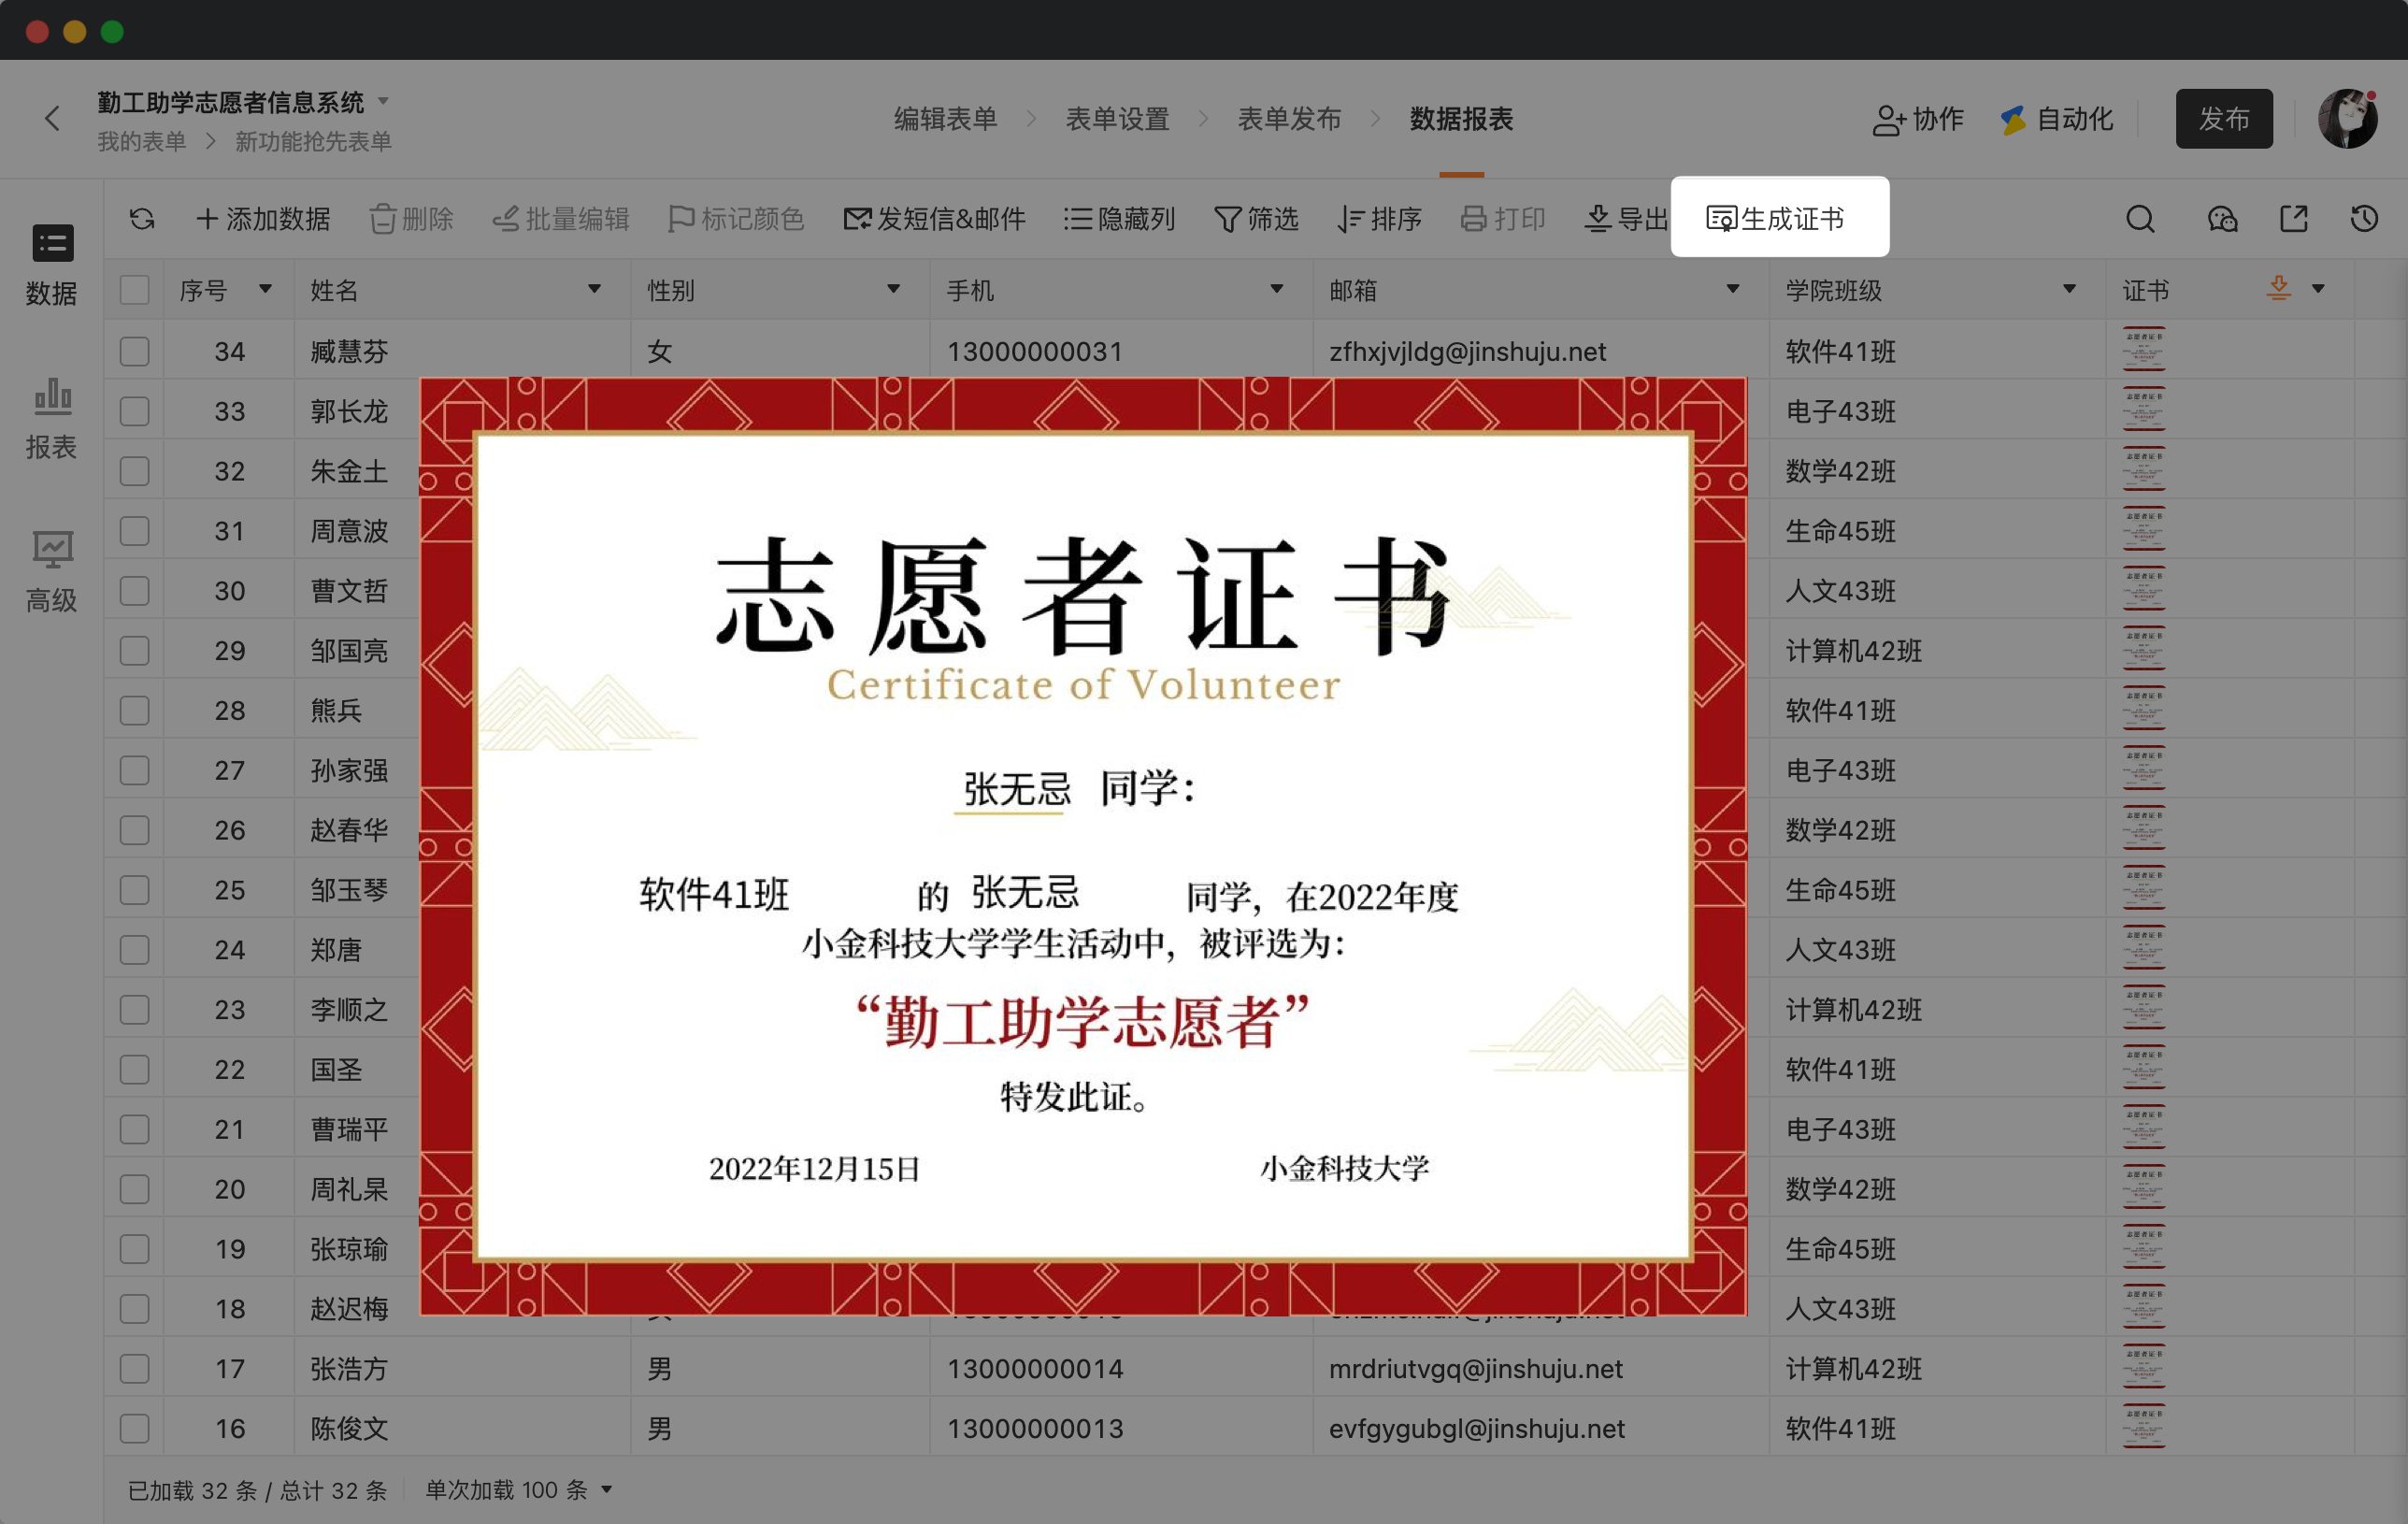 勤工助学志愿者信息系统
我的表单 > 新功能抢先表单
编辑表单 > 表单设置 > 表单发布 > 数据报表
协作 自动化 发布
添加数据 删除 批量编辑 标记颜色 发短信&邮件 隐藏列 筛选 排序 打印 导出 生成证书
数据
报表
高级
序号 姓名 性别 手机 邮箱 学院班级 证书
34 臧慧芬 女 13000000031 zfhxjvjldg@jinshuju.net 软件41班
33 郭长龙 电子43班
32 朱金土 数学42班
31 周意波 生命45班
30 曹文哲 人文43班
29 邹国亮 计算机42班
28 熊兵 软件41班
27 孙家强 电子43班
26 赵春华 数学42班
25 邹玉琴 生命45班
24 郑唐 人文43班
23 李顺之 计算机42班
22 国圣 软件41班
21 曹瑞平 电子43班
20 周礼杲 数学42班
19 张琼瑜 生命45班
18 赵迟梅 人文43班
17 张浩方 男 13000000014 mrdriutvgq@jinshuju.net 计算机42班
16 陈俊文 男 13000000013 evfgygubgl@jinshuju.net 软件41班
已加载 32 条 / 总计 32 条 单次加载 100 条
志愿者证书
Certificate of Volunteer
张无忌 同学：
软件41班 的 张无忌 同学，在2022年度
小金科技大学学生活动中，被评选为：
“勤工助学志愿者”
特发此证。
2022年12月15日 小金科技大学